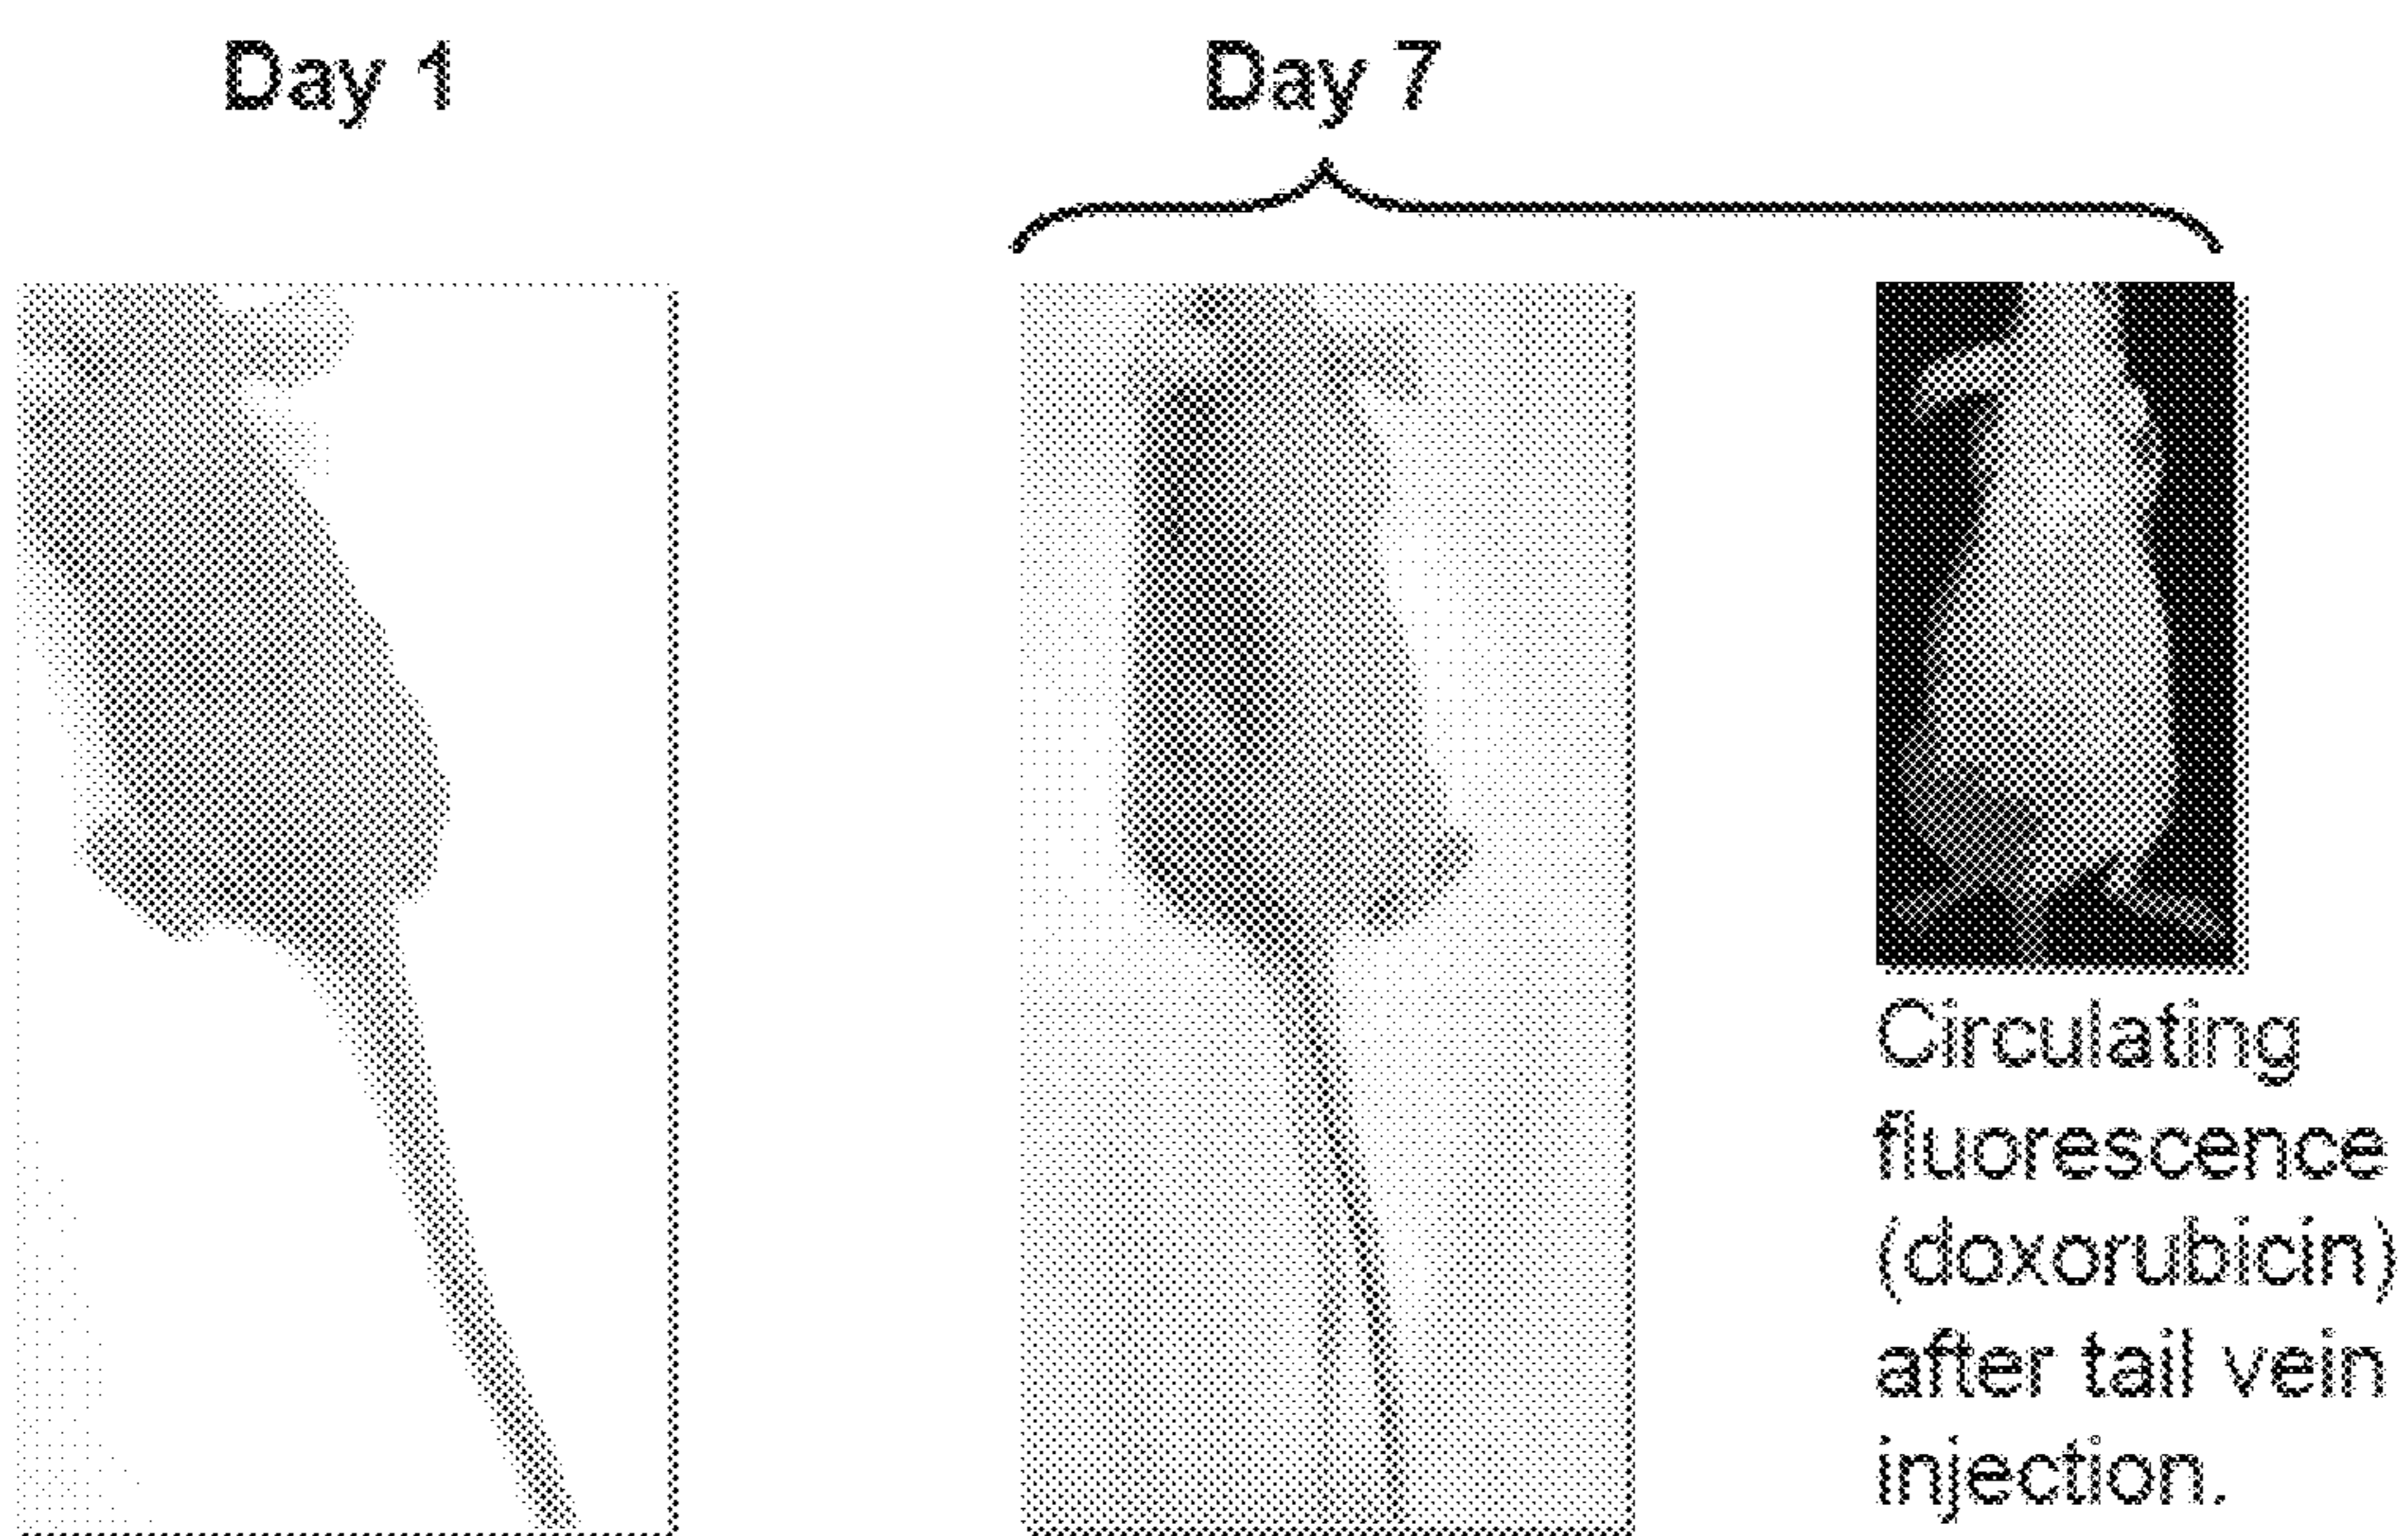 Day 1
Day 7
Circulating
fluorescence
(doxorubicin)
after tail vein
injection.